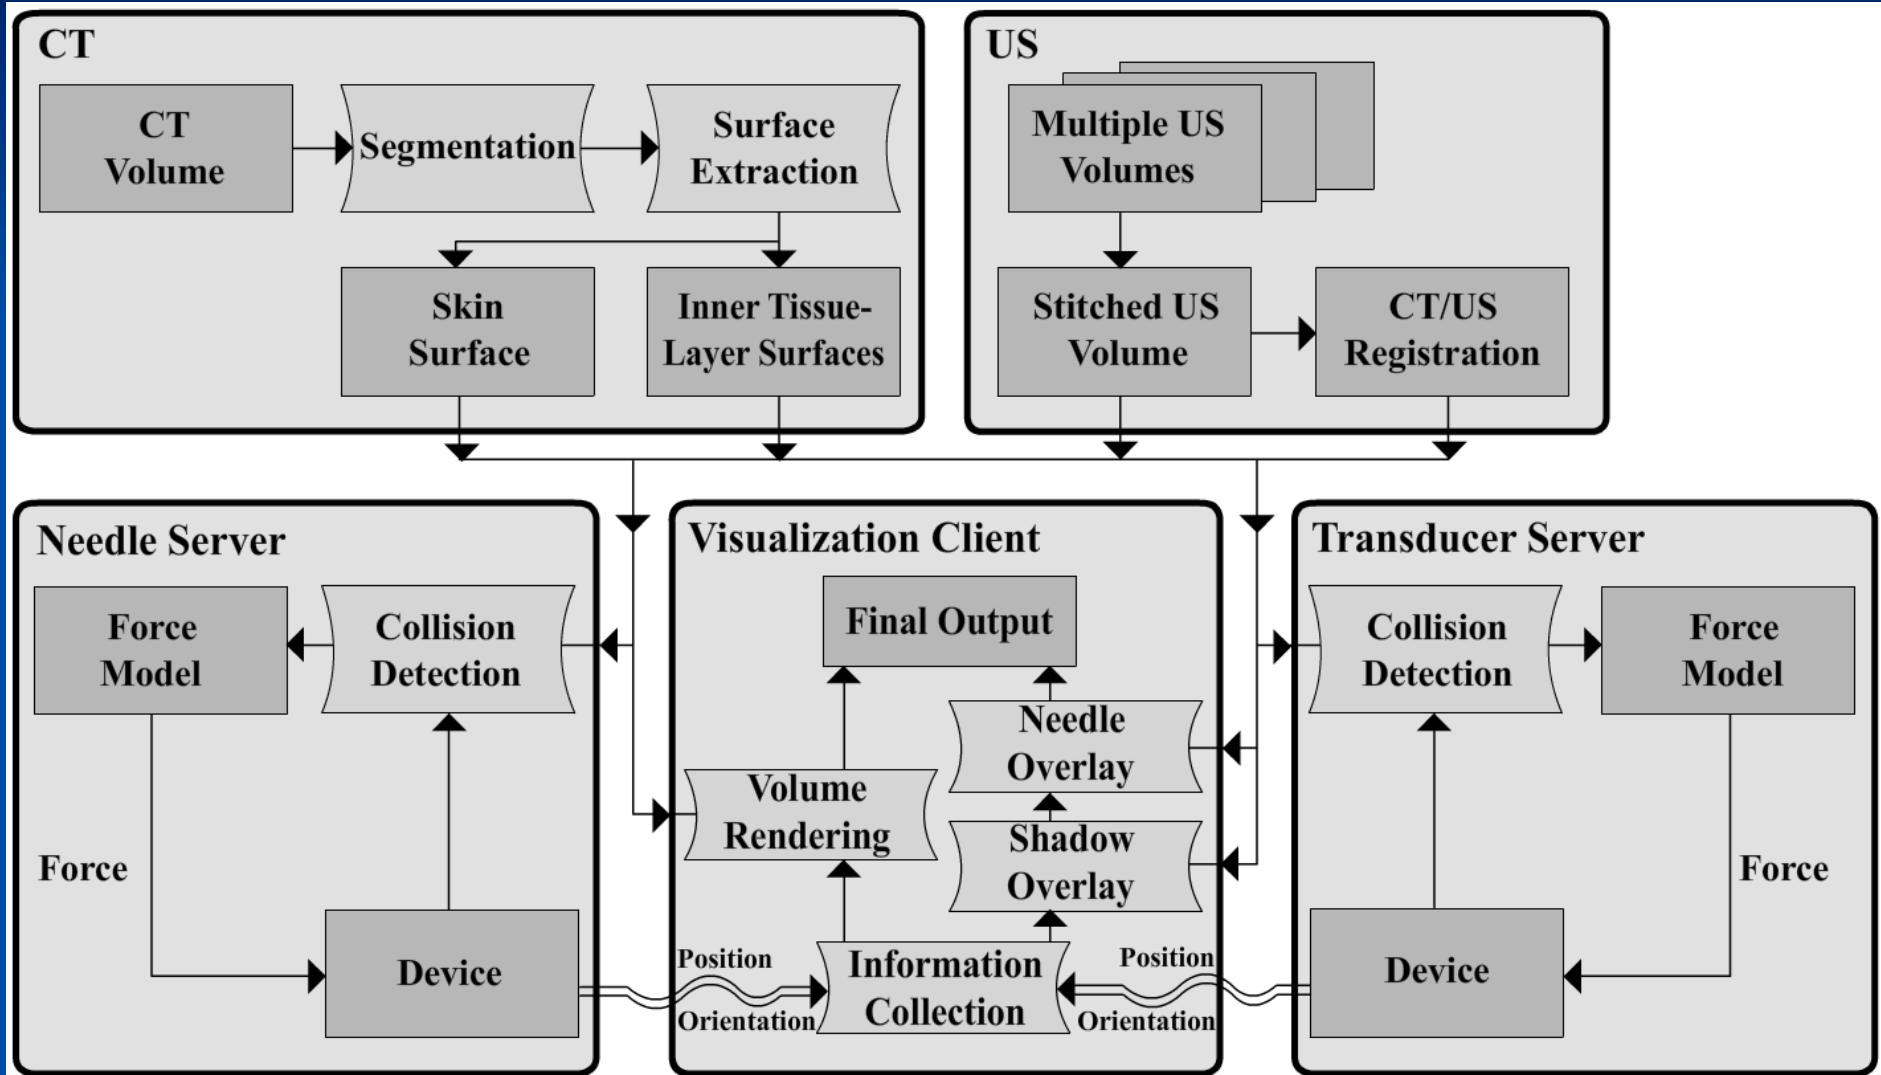 CT
CT
Volume
Segmentation
Surface
Extraction
Skin
Surface
Inner Tissue-
Layer Surfaces
US
Multiple US
Volumes
Stitched US
Volume
CT/US
Registration
Needle Server
Force
Model
Collision
Detection
Force
Device
Visualization Client
Final Output
Needle
Overlay
Volume
Rendering
Shadow
Overlay
Position
Orientation
Information
Collection
Position
Orientation
Transducer Server
Collision
Detection
Force
Model
Force
Device